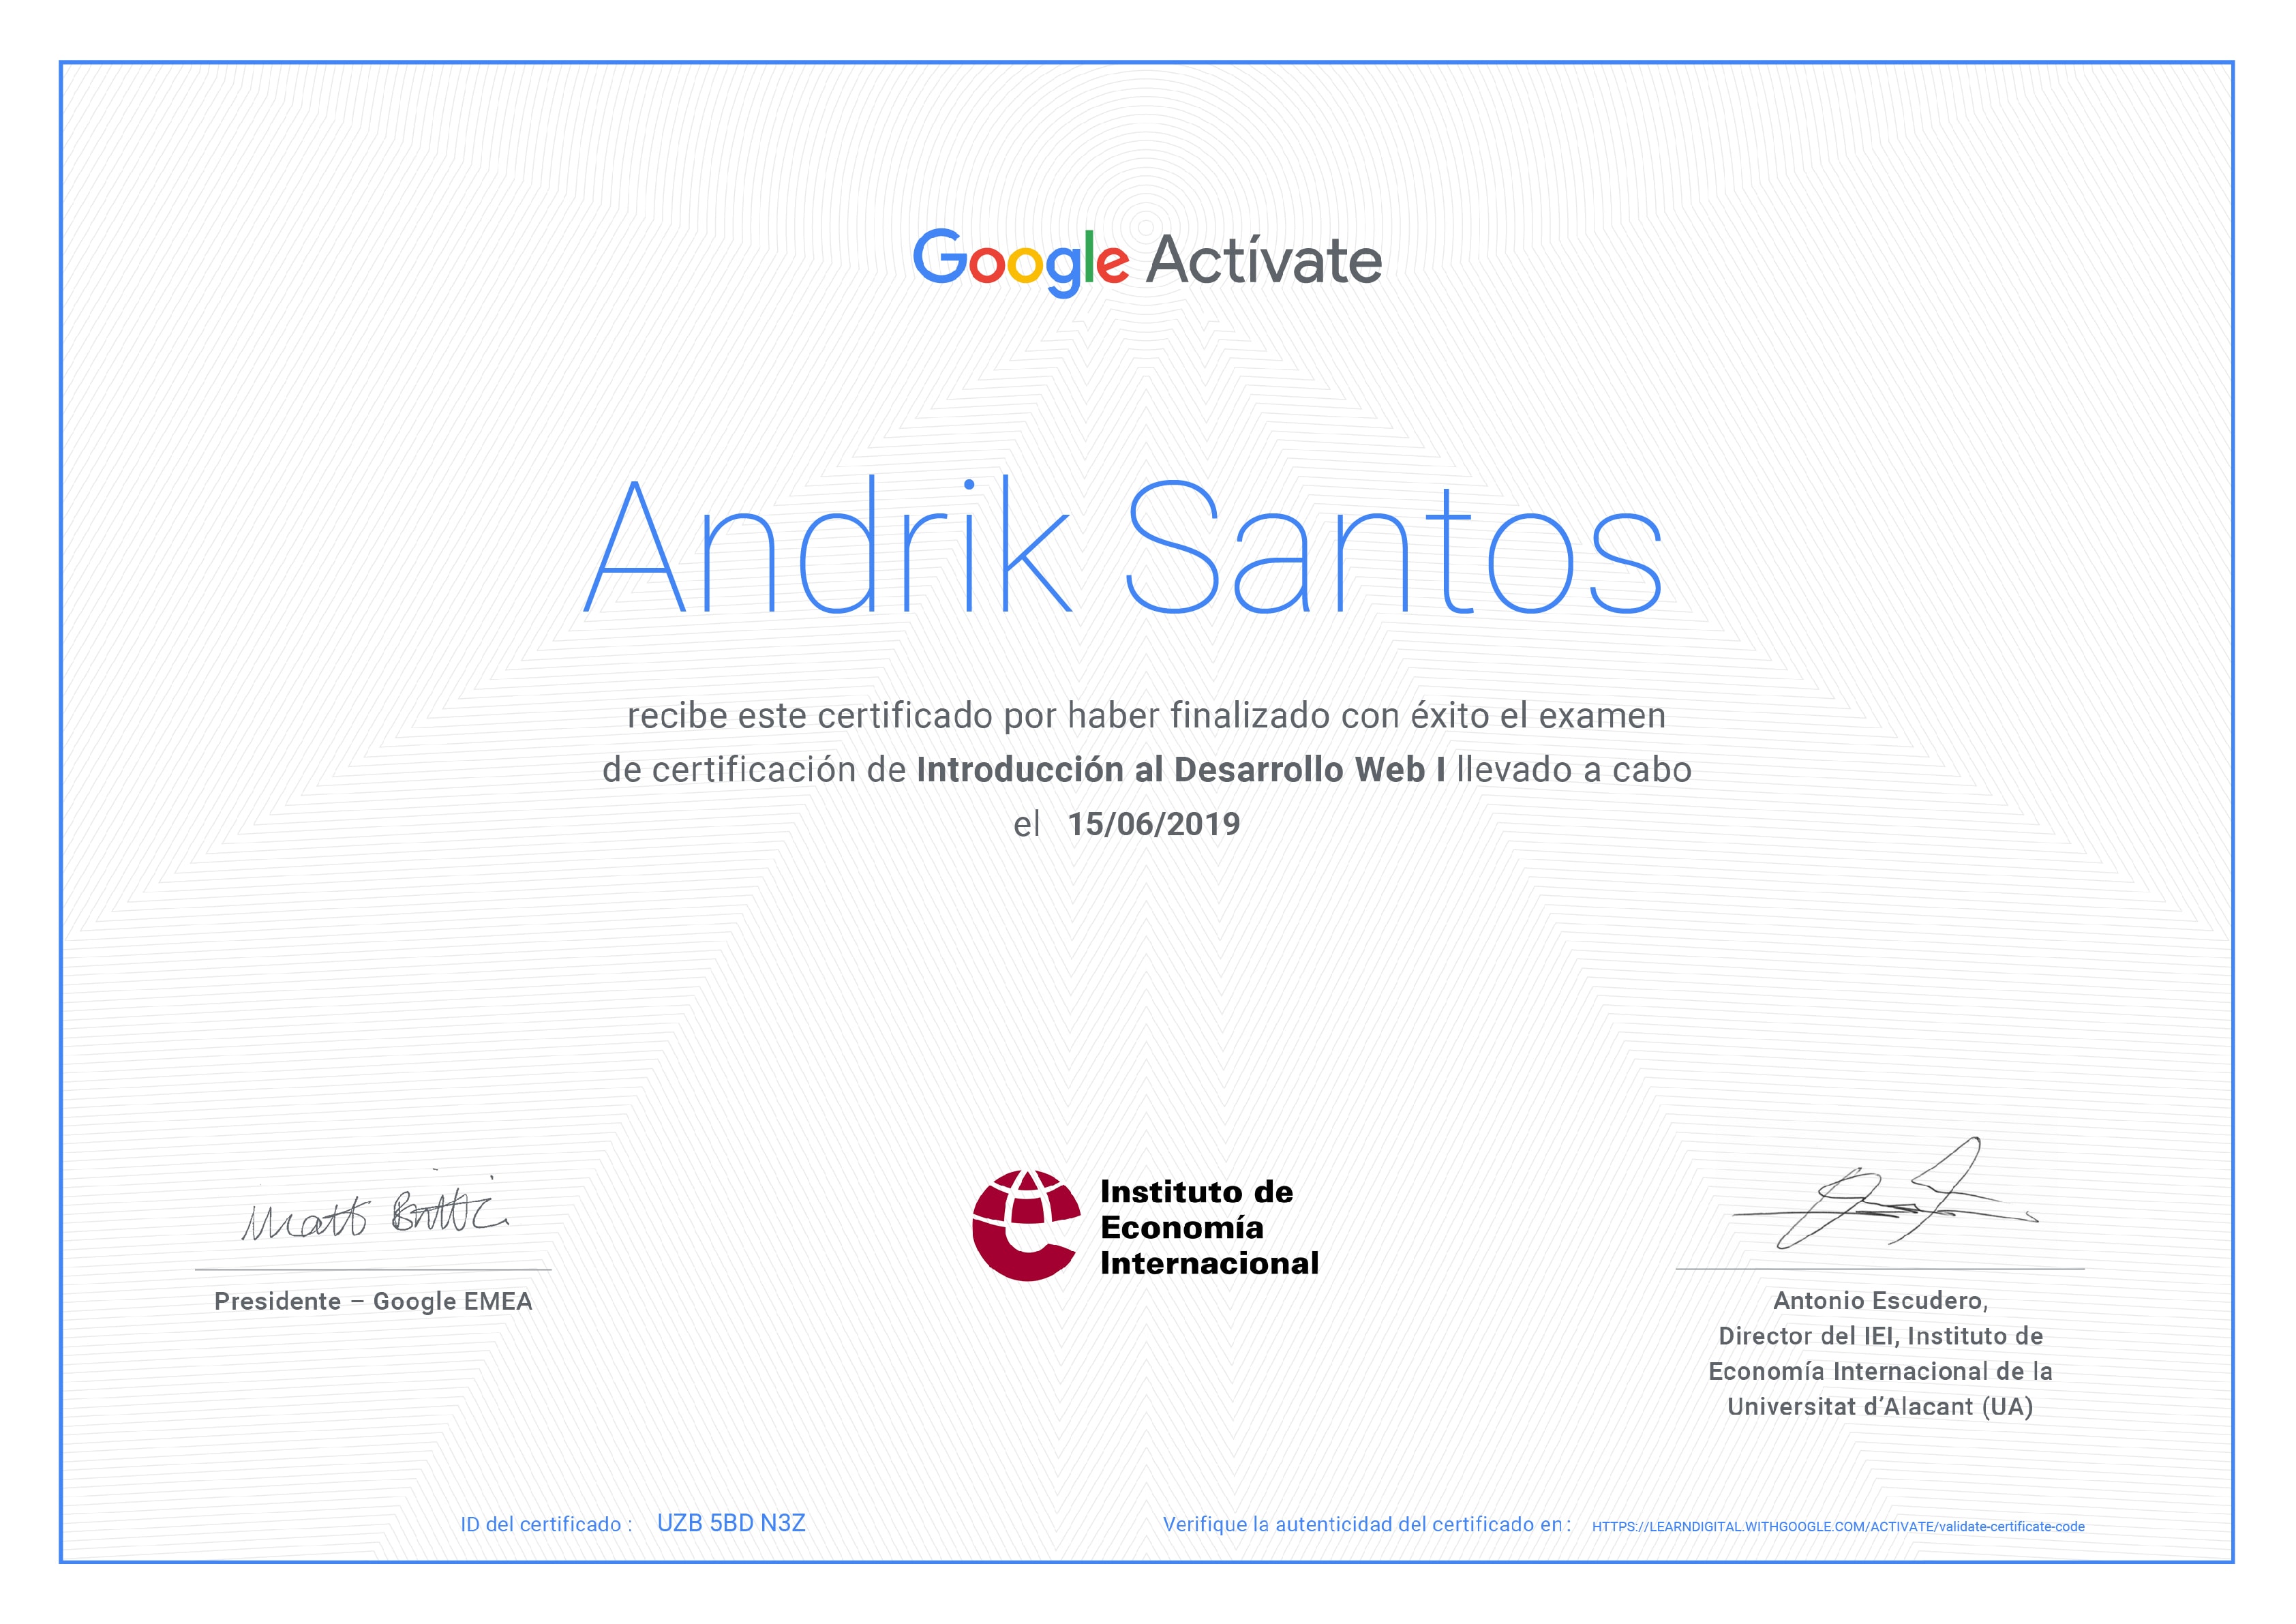 Google Actívate
Andrik Santos
recibe este certificado por haber finalizado con éxito el examen
de certificación de Introducción al Desarrollo Web I llevado a cabo
el 15/06/2019
Matt Brittin
Presidente – Google EMEA
Instituto de
Economía
Internacional
Antonio Escudero,
Director del IEI, Instituto de
Economía Internacional de la
Universitat d’Alacant (UA)
ID del certificado : UZB 5BD N3Z
Verifique la autenticidad del certificado en : HTTPS://LEARNDIGITAL.WITHGOOGLE.COM/ACTIVATE/validate-certificate-code